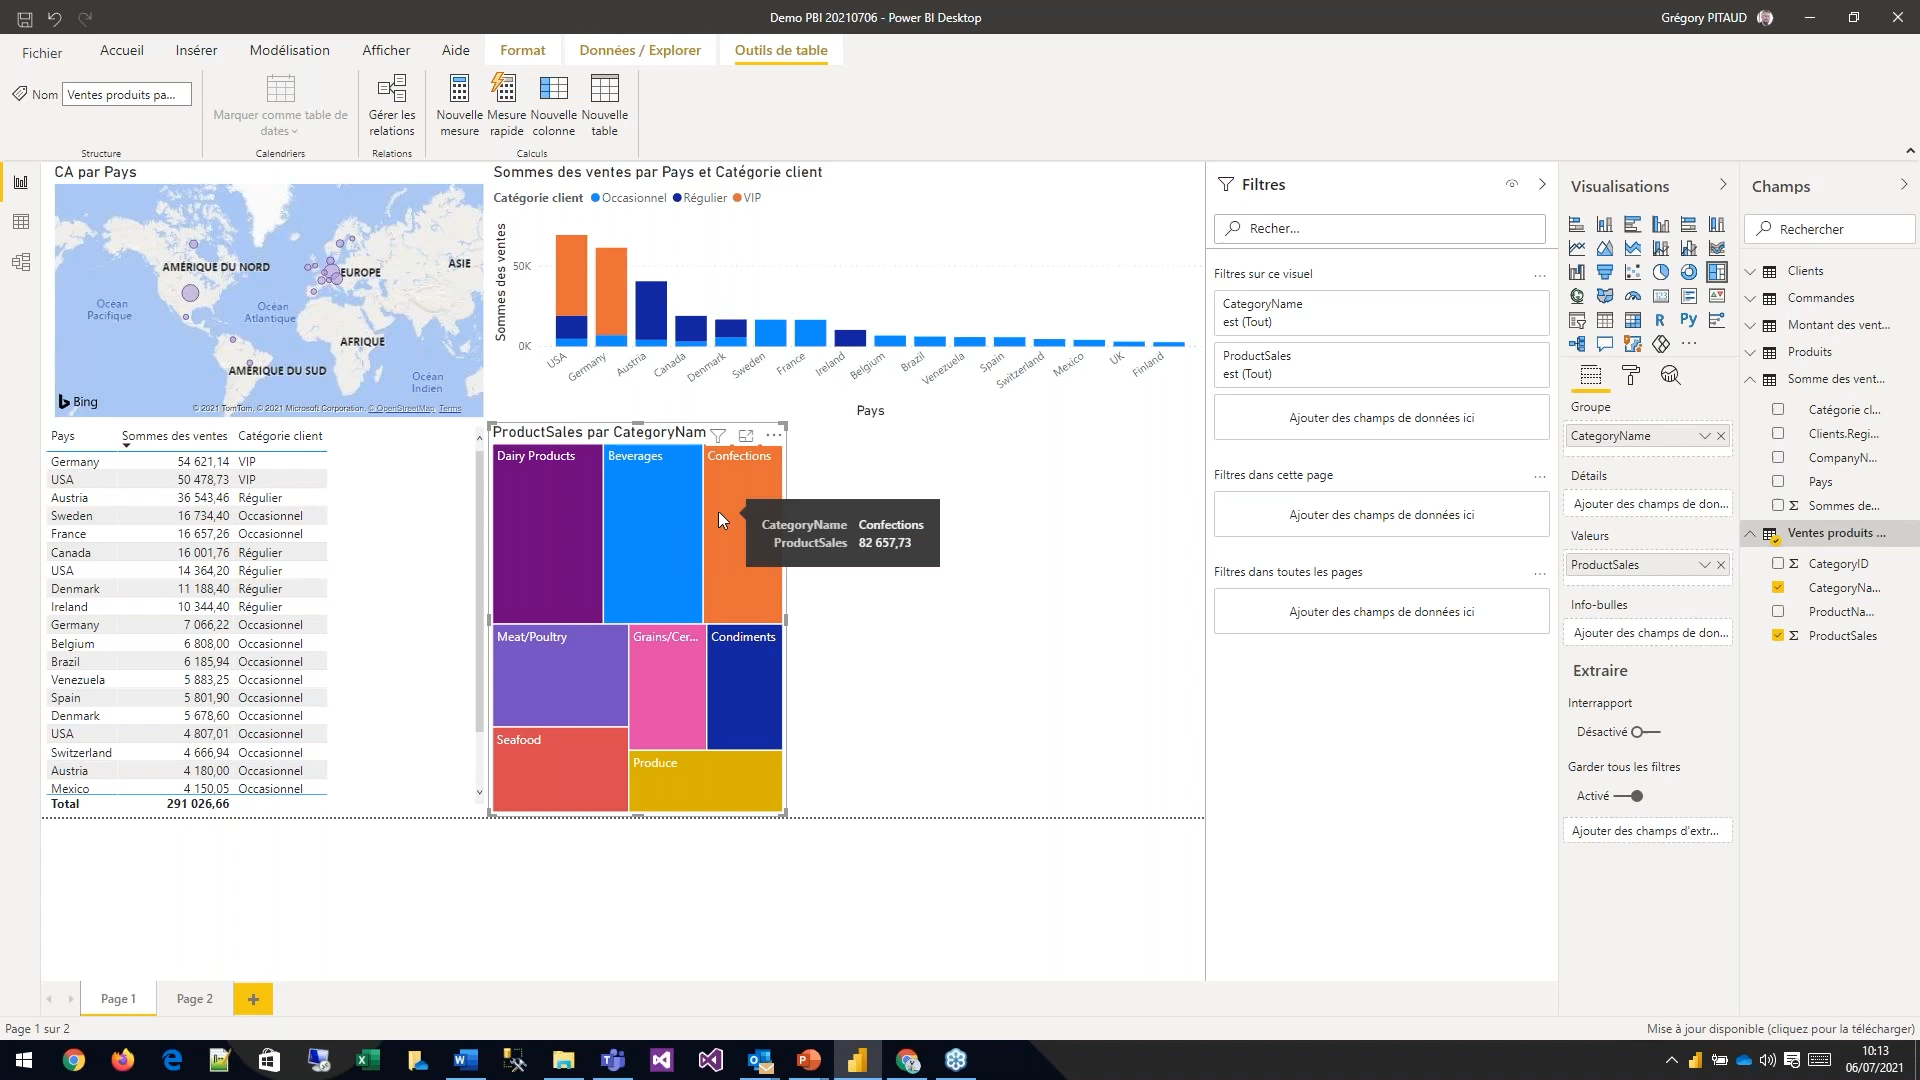 Demo PBI 20210706 - Power BI Desktop
Grégory PITAUD
Fichier
Accueil
Insérer
Modélisation
Afficher
Aide
Format
Données / Explorer
Outils de table
Nom
Ventes produits pa...
Structure
Marquer comme table de
dates
Calendriers
Gérer les
relations
Relations
Nouvelle
mesure
Mesure
rapide
Nouvelle
colonne
Nouvelle
table
Calculs
CA par Pays
AMÉRIQUE DU NORD
EUROPE
ASIE
Océan
Pacifique
Océan
Atlantique
AFRIQUE
AMÉRIQUE DU SUD
Océan
Indien
Bing
© 2021 TomTom, © 2021 Microsoft Corporation, © OpenStreetMap Terms
Sommes des ventes par Pays et Catégorie client
Catégorie client Occasionnel Régulier VIP
Sommes des ventes
50K
0K
USA
Germany
Austria
Canada
Denmark
Sweden
France
Ireland
Belgium
Brazil
Venezuela
Spain
Switzerland
Mexico
UK
Finland
Pays
Pays Sommes des ventes Catégorie client
Germany 54 621,14 VIP
USA 50 478,73 VIP
Austria 36 543,46 Régulier
Sweden 16 734,40 Occasionnel
France 16 657,26 Occasionnel
Canada 16 001,76 Régulier
USA 14 364,20 Régulier
Denmark 11 188,40 Régulier
Ireland 10 344,40 Régulier
Germany 7 066,22 Occasionnel
Belgium 6 808,00 Occasionnel
Brazil 6 185,94 Occasionnel
Venezuela 5 883,25 Occasionnel
Spain 5 801,90 Occasionnel
Denmark 5 678,60 Occasionnel
USA 4 807,01 Occasionnel
Switzerland 4 666,94 Occasionnel
Austria 4 180,00 Occasionnel
Mexico 4 150,05 Occasionnel
Total 291 026,66
ProductSales par CategoryNam
Dairy Products
Beverages
Confections
Meat/Poultry
Grains/Cer...
Condiments
Seafood
Produce
CategoryName Confections
ProductSales 82 657,73
Filtres
Recher...
Filtres sur ce visuel ...
CategoryName
est (Tout)
ProductSales
est (Tout)
Ajouter des champs de données ici
Filtres dans cette page ...
Ajouter des champs de données ici
Filtres dans toutes les pages ...
Ajouter des champs de données ici
Visualisations
R
Py
...
Groupe
CategoryName
Détails
Ajouter des champs de don...
Valeurs
ProductSales
Info-bulles
Ajouter des champs de don...
Extraire
Interrapport
Désactivé
Garder tous les filtres
Activé
Ajouter des champs d'extr...
Champs
Rechercher
Clients
Commandes
Montant des vent...
Produits
Somme des vent...
Catégorie cl...
Clients.Regi...
CompanyN...
Pays
Σ Sommes de...
Ventes produits ...
Σ CategoryID
CategoryNa...
ProductNa...
Σ ProductSales
Page 1
Page 2
+
Page 1 sur 2
Mise à jour disponible (cliquez pour la télécharger)
10:13
06/07/2021